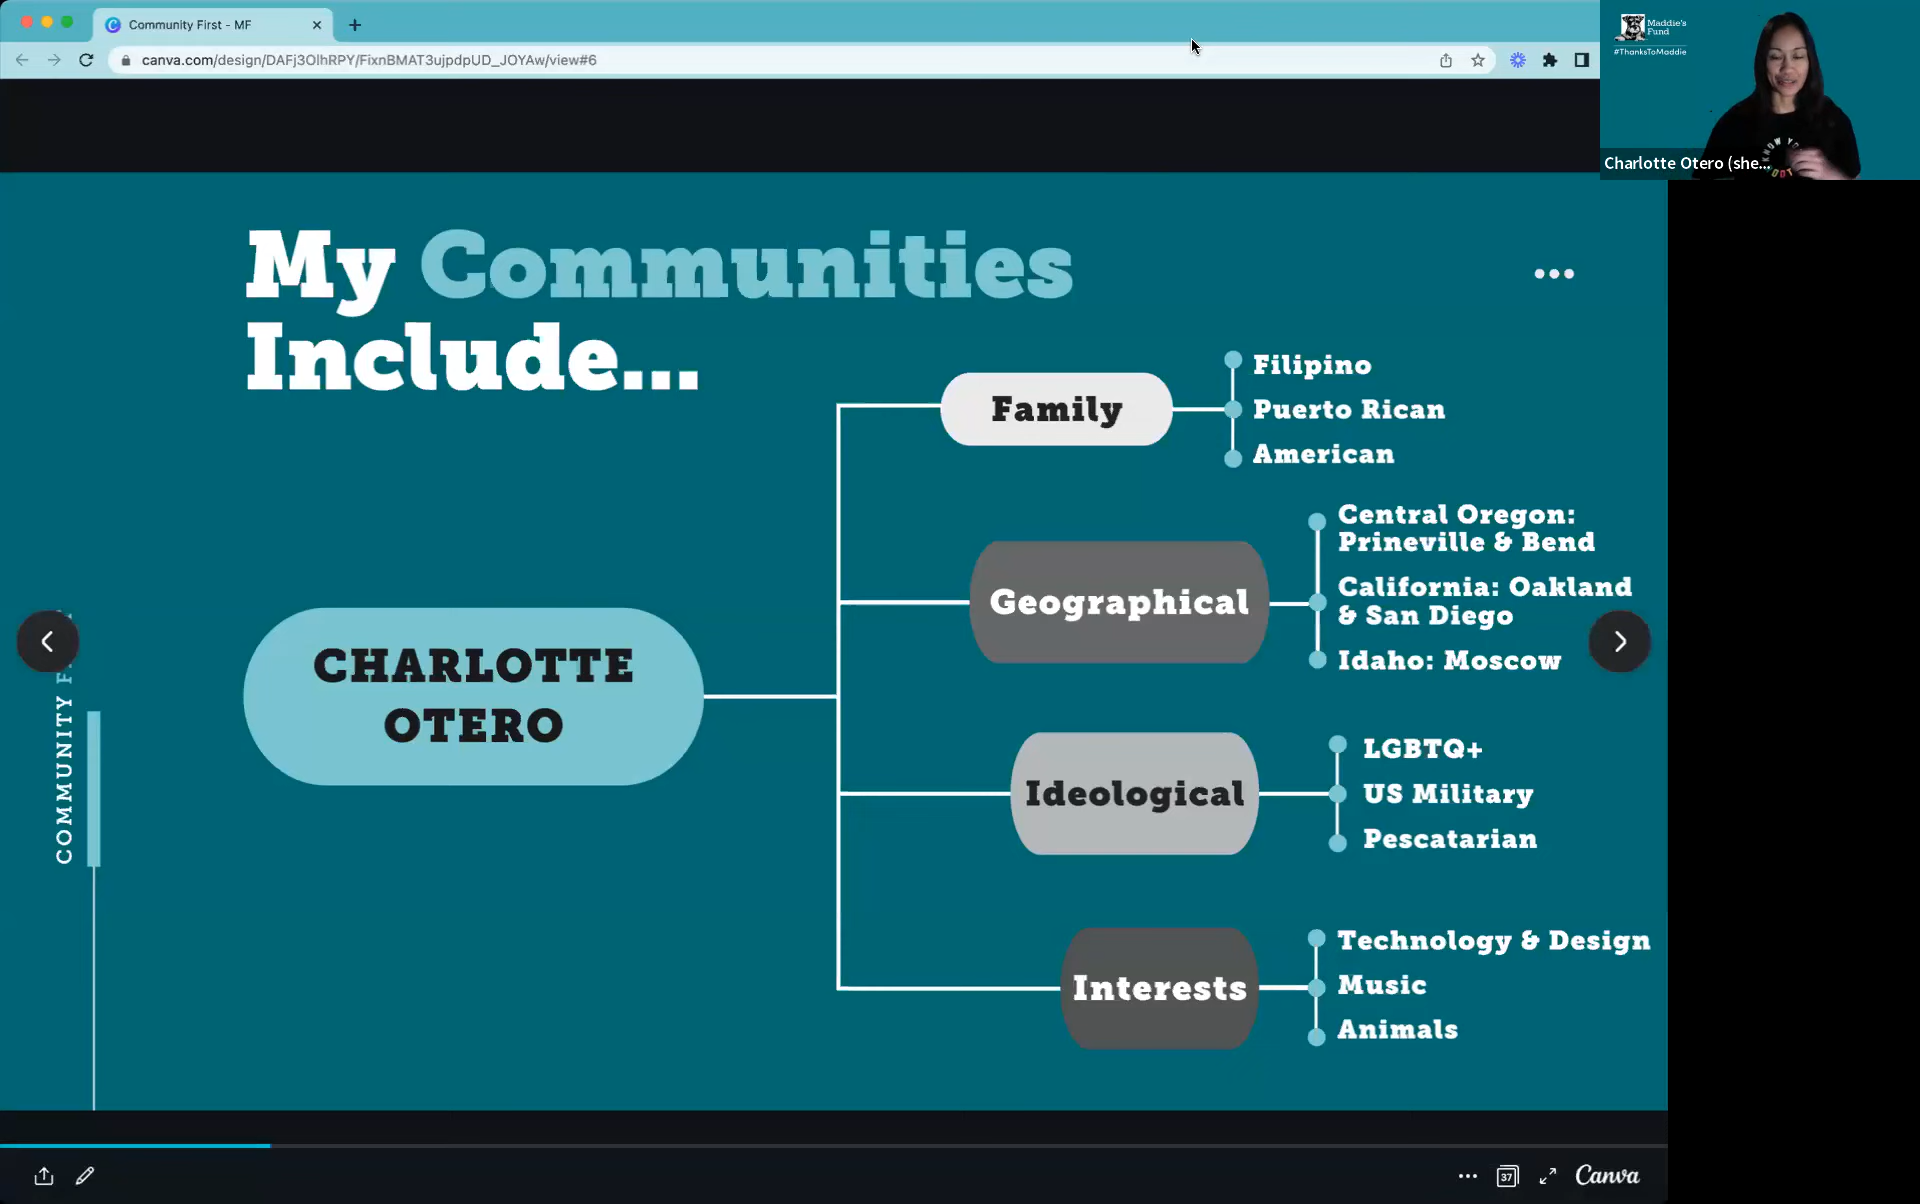 Community First - MF
canva.com/design/DAFj3OlhRPY/FixnBMAT3ujpdpUD_JOYAw/view#6
Maddie's
Fund
#ThanksToMaddie
Charlotte Otero (she...
My Communities
Include...
CHARLOTTE
OTERO
Family
Filipino
Puerto Rican
American
Geographical
Central Oregon:
Prineville & Bend
California: Oakland
& San Diego
Idaho: Moscow
Ideological
LGBTQ+
US Military
Pescatarian
Interests
Technology & Design
Music
Animals
COMMUNITY
37
Canva